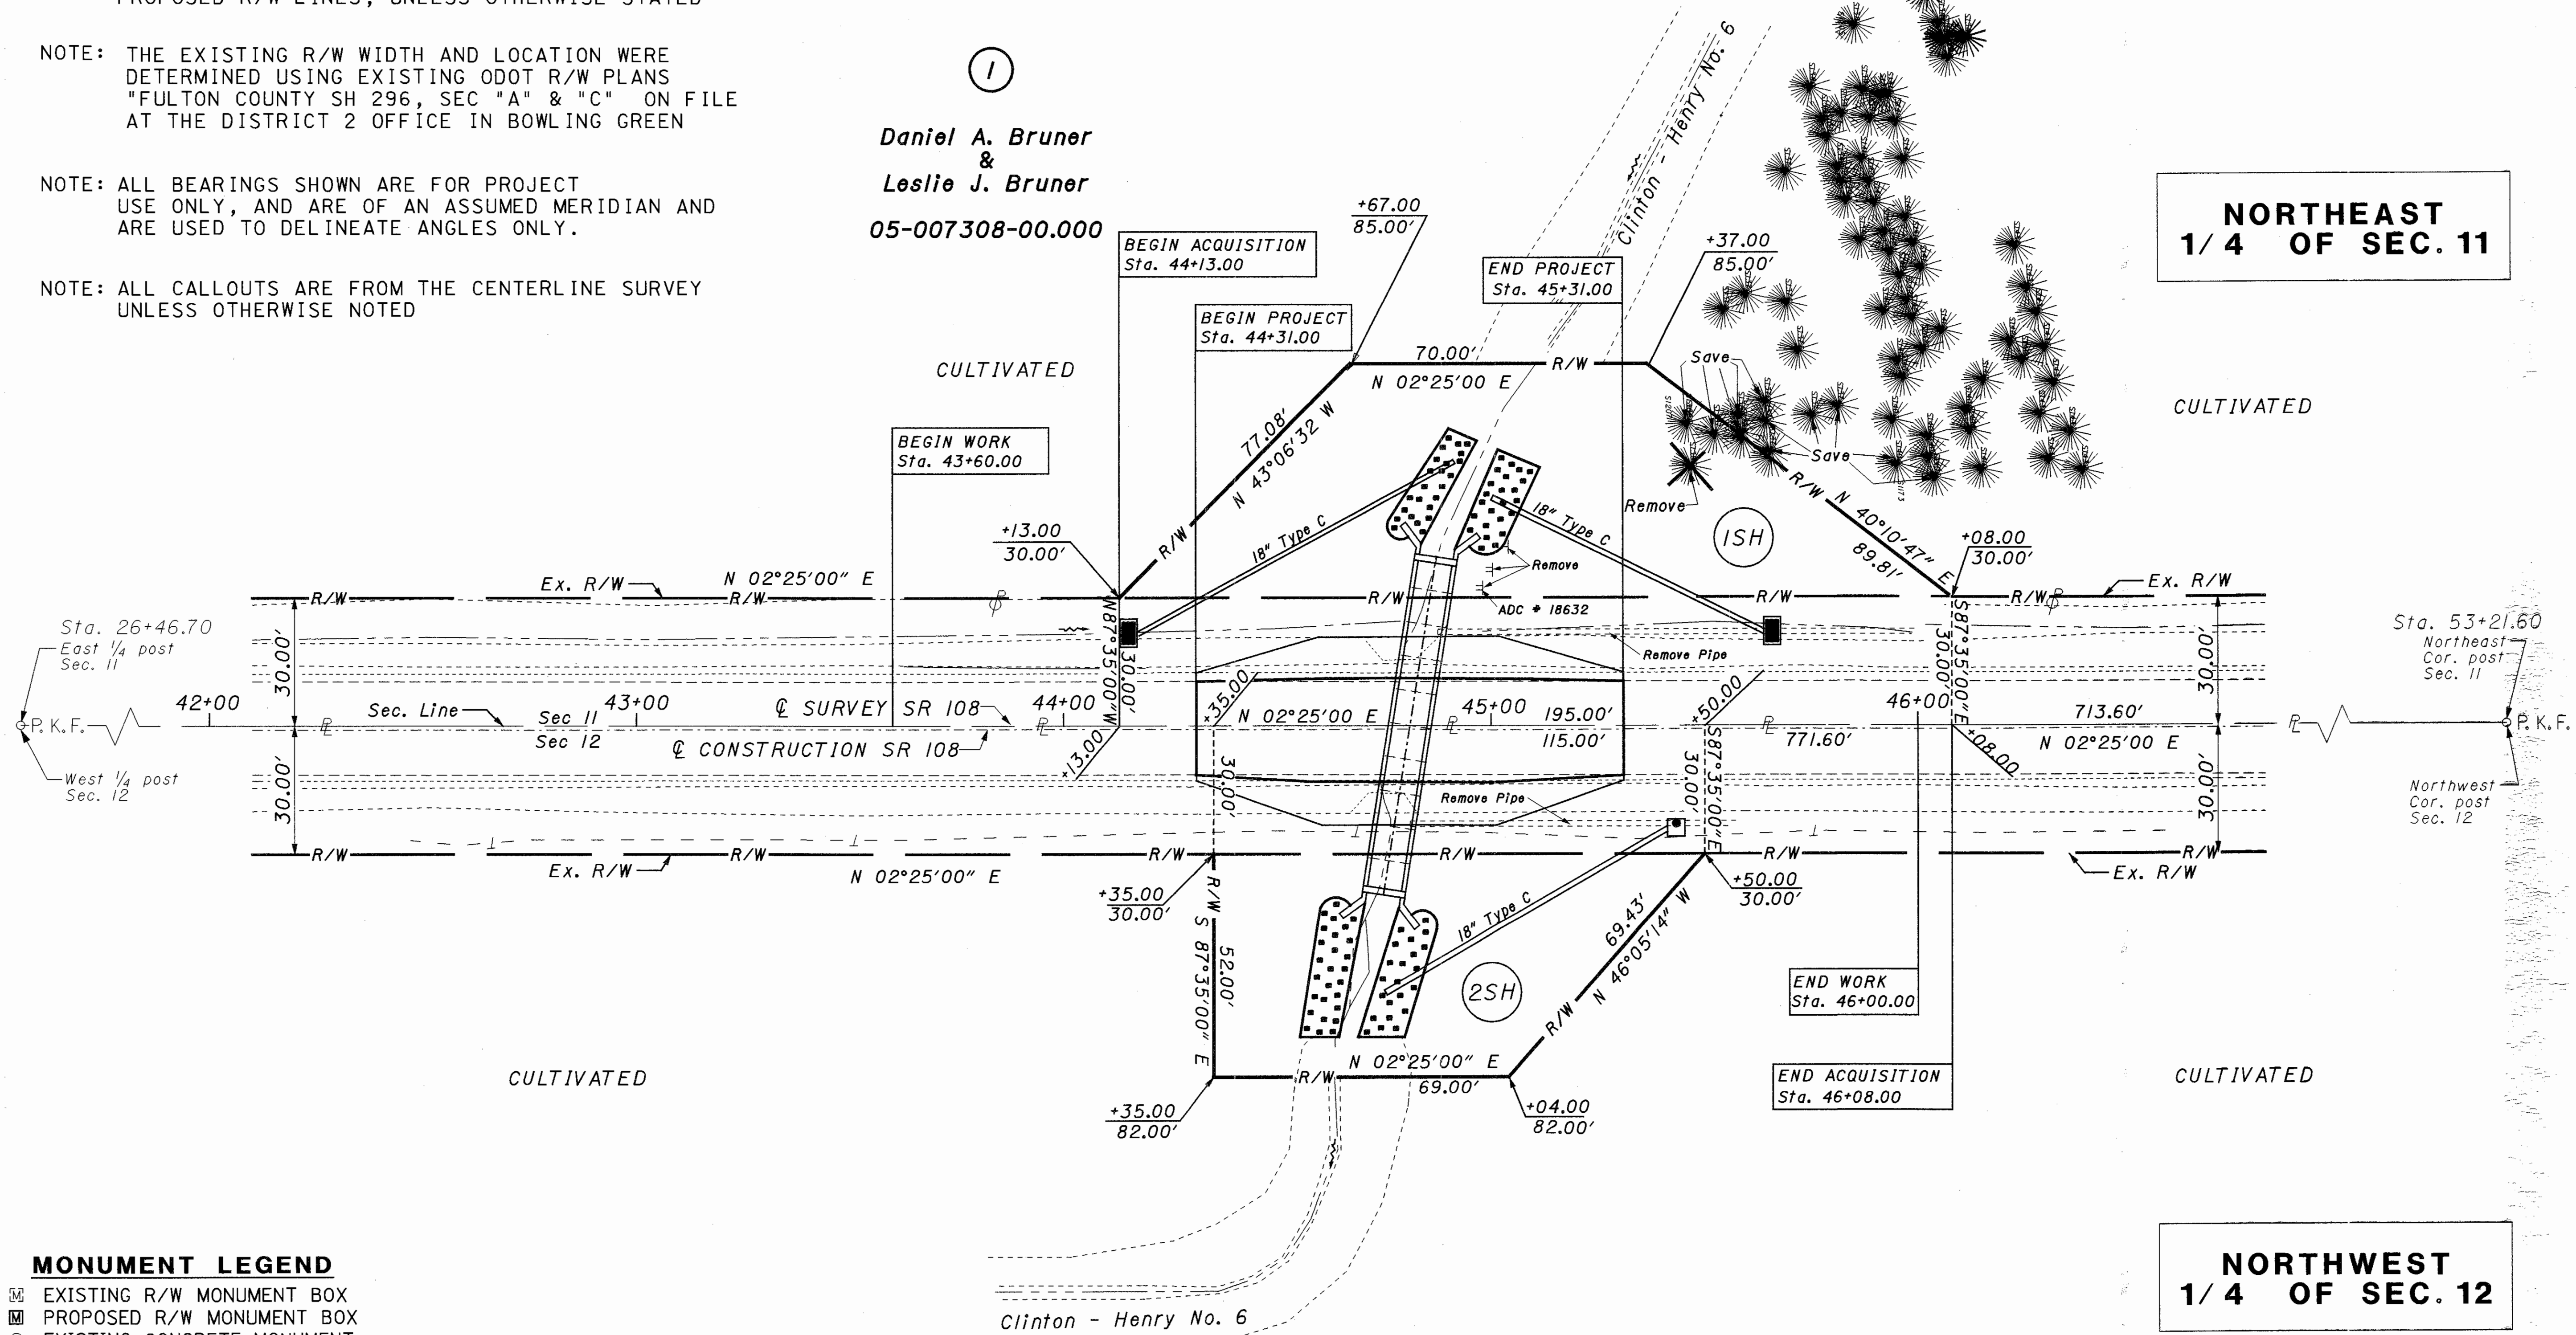 PROPOSED R/W LINES, UNLESS OTHERWISE STATED
NOTE: THE EXISTING R/W WIDTH AND LOCATION WERE
DETERMINED USING EXISTING ODOT R/W PLANS
"FULTON COUNTY SH 296, SEC "A" & "C" ON FILE
AT THE DISTRICT 2 OFFICE IN BOWLING GREEN
NOTE: ALL BEARINGS SHOWN ARE FOR PROJECT
USE ONLY, AND ARE OF AN ASSUMED MERIDIAN AND
ARE USED TO DELINEATE ANGLES ONLY.
NOTE: ALL CALLOUTS ARE FROM THE CENTERLINE SURVEY
UNLESS OTHERWISE NOTED
1
Daniel A. Bruner
&
Leslie J. Bruner
05-007308-00.000
BEGIN ACQUISITION
Sta. 44+13.00
BEGIN PROJECT
Sta. 44+31.00
BEGIN WORK
Sta. 43+60.00
END PROJECT
Sta. 45+31.00
+67.00
85.00'
+37.00
85.00'
Clinton - Henry No. 6
NORTHEAST
1/4 OF SEC. 11
CULTIVATED
CULTIVATED
70.00'
R/W
N 02°25'00 E
77.08'
N 43°06'32 W
R/W
Save
Save
Remove
R/W N 40°10'47" E
89.81'
1SH
+13.00
30.00'
+08.00
30.00'
18" Type C
18" Type C
Remove
ADC # 18632
Ex. R/W
N 02°25'00" E
R/W
R/W
R/W
R/W
R/W
Ex. R/W
Sta. 26+46.70
East 1/4 post
Sec. 11
P.K.F.
West 1/4 post
Sec. 12
30.00'
30.00'
42+00
Sec. Line
Sec 11
Sec 12
43+00
℄ SURVEY SR 108
℄ CONSTRUCTION SR 108
44+00
N87°35'00"W
30.00'
+13.00
+35.00
N 02°25'00 E
45+00
195.00'
115.00'
Remove Pipe
Remove Pipe
30.00'
+50.00
S87°35'00"E
30.00'
771.60'
46+00
S87°35'00"E
30.00'
+08.00
713.60'
N 02°25'00 E
30.00'
30.00'
Sta. 53+21.60
Northeast
Cor. post
Sec. 11
P.K.F.
Northwest
Cor. post
Sec. 12
R/W
Ex. R/W
R/W
N 02°25'00" E
R/W
R/W
R/W
R/W
Ex. R/W
+35.00
30.00'
R/W S 87°35'00" E
52.00'
18" Type C
2SH
69.43'
R/W N 46°05'14" W
+50.00
30.00'
END WORK
Sta. 46+00.00
END ACQUISITION
Sta. 46+08.00
CULTIVATED
CULTIVATED
N 02°25'00" E
R/W
69.00'
+35.00
82.00'
+04.00
82.00'
Clinton - Henry No. 6
NORTHWEST
1/4 OF SEC. 12
MONUMENT LEGEND
M EXISTING R/W MONUMENT BOX
M PROPOSED R/W MONUMENT BOX
EXISTING CONCRETE MONUMENT